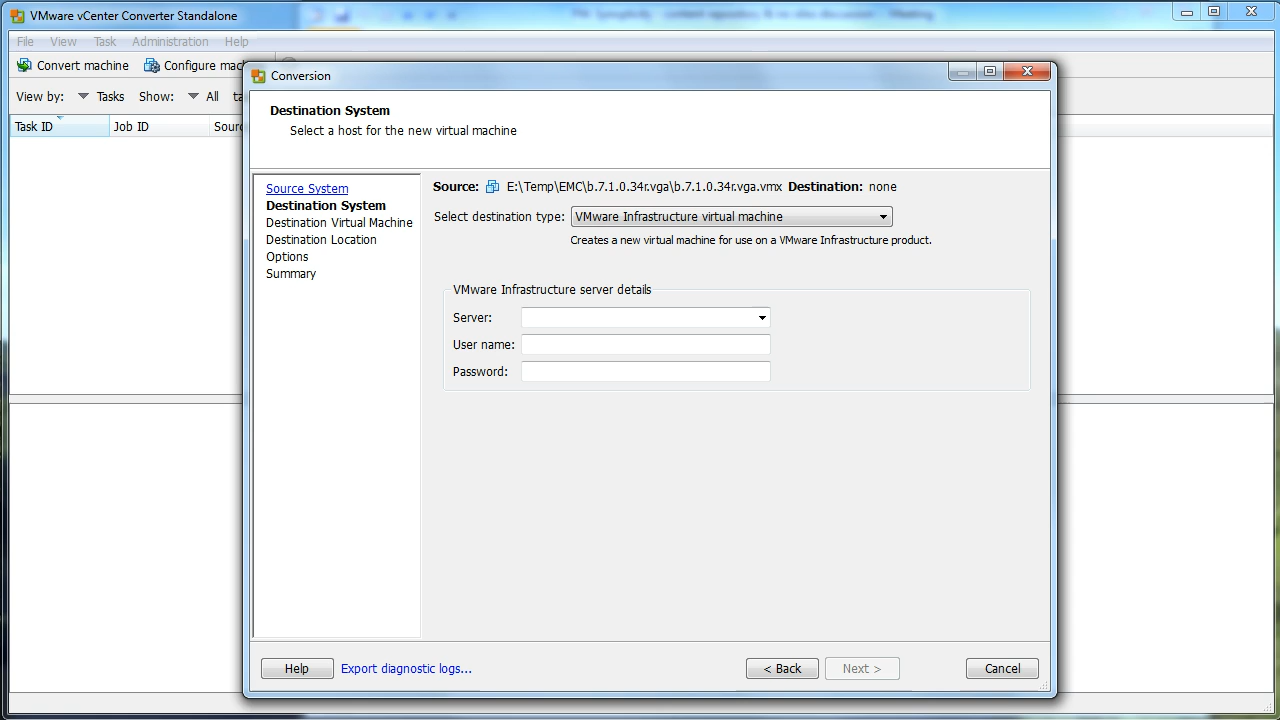 VMware vCenter Converter Standalone
File View Task Administration Help
Convert machine Configure
View by: Tasks Show: All
Task ID Job ID
Conversion
Destination System
Select a host for the new virtual machine
Source System
Destination System
Destination Virtual Machine
Destination Location
Options
Summary
Source: E:\Temp\EMC\b.7.1.0.34r.vga\b.7.1.0.34r.vga.vmx Destination: none
Select destination type: VMware Infrastructure virtual machine
Creates a new virtual machine for use on a VMware Infrastructure product.
VMware Infrastructure server details
Server:
User name:
Password:
Help Export diagnostic logs... < Back Next > Cancel